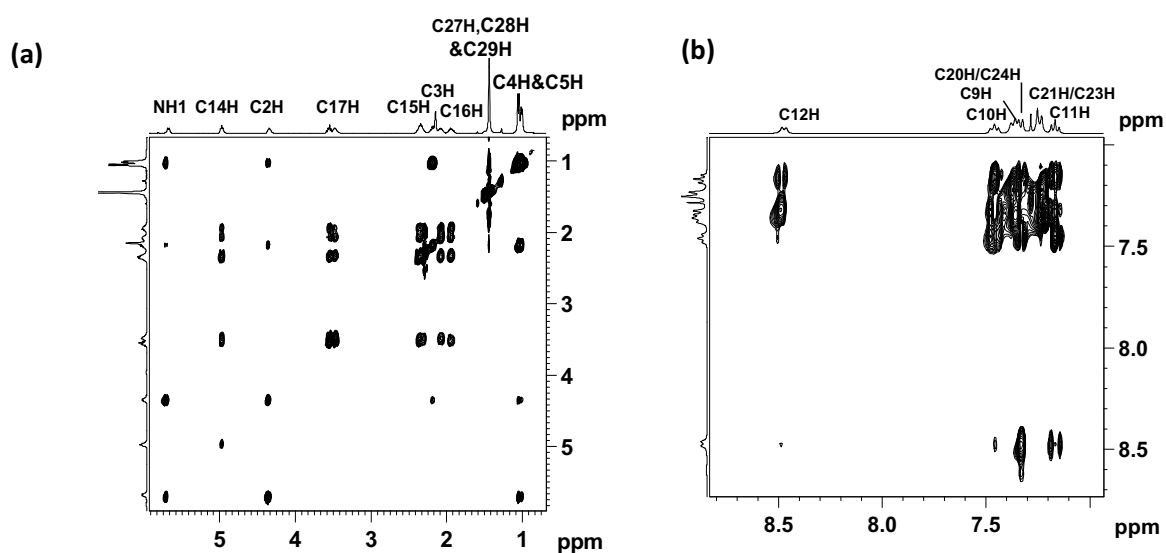 (a)
C27H,C28H
&C29H
NH1 C14H C2H C17H C15H C3H C16H C4H&C5H
ppm
1
2
3
4
5
5 4 3 2 1 ppm
(b)
C20H/C24H
C9H
C12H C10H C21H/C23H C11H
ppm
7.5
8.0
8.5
8.5 8.0 7.5 ppm